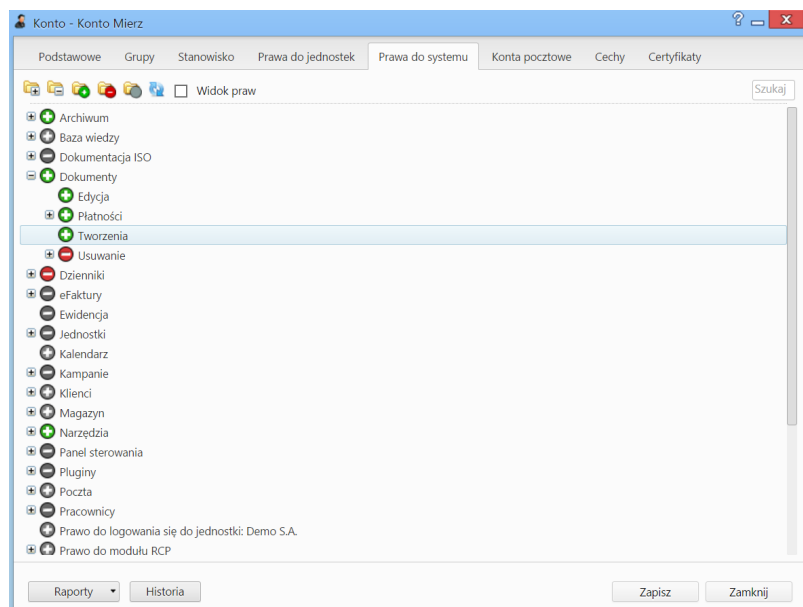 Konto - Konto Mierz
?
Podstawowe Grupy Stanowisko Prawa do jednostek Prawa do systemu Konta pocztowe Cechy Certyfikaty
Widok praw Szukaj
Archiwum
Baza wiedzy
Dokumentacja ISO
Dokumenty
Edycja
Płatności
Tworzenia
Usuwanie
Dzienniki
eFaktury
Ewidencja
Jednostki
Kalendarz
Kampanie
Klienci
Magazyn
Narzędzia
Panel sterowania
Pluginy
Poczta
Pracownicy
Prawo do logowania się do jednostki: Demo S.A.
Prawo do modułu RCP
Raporty Historia Zapisz Zamknij